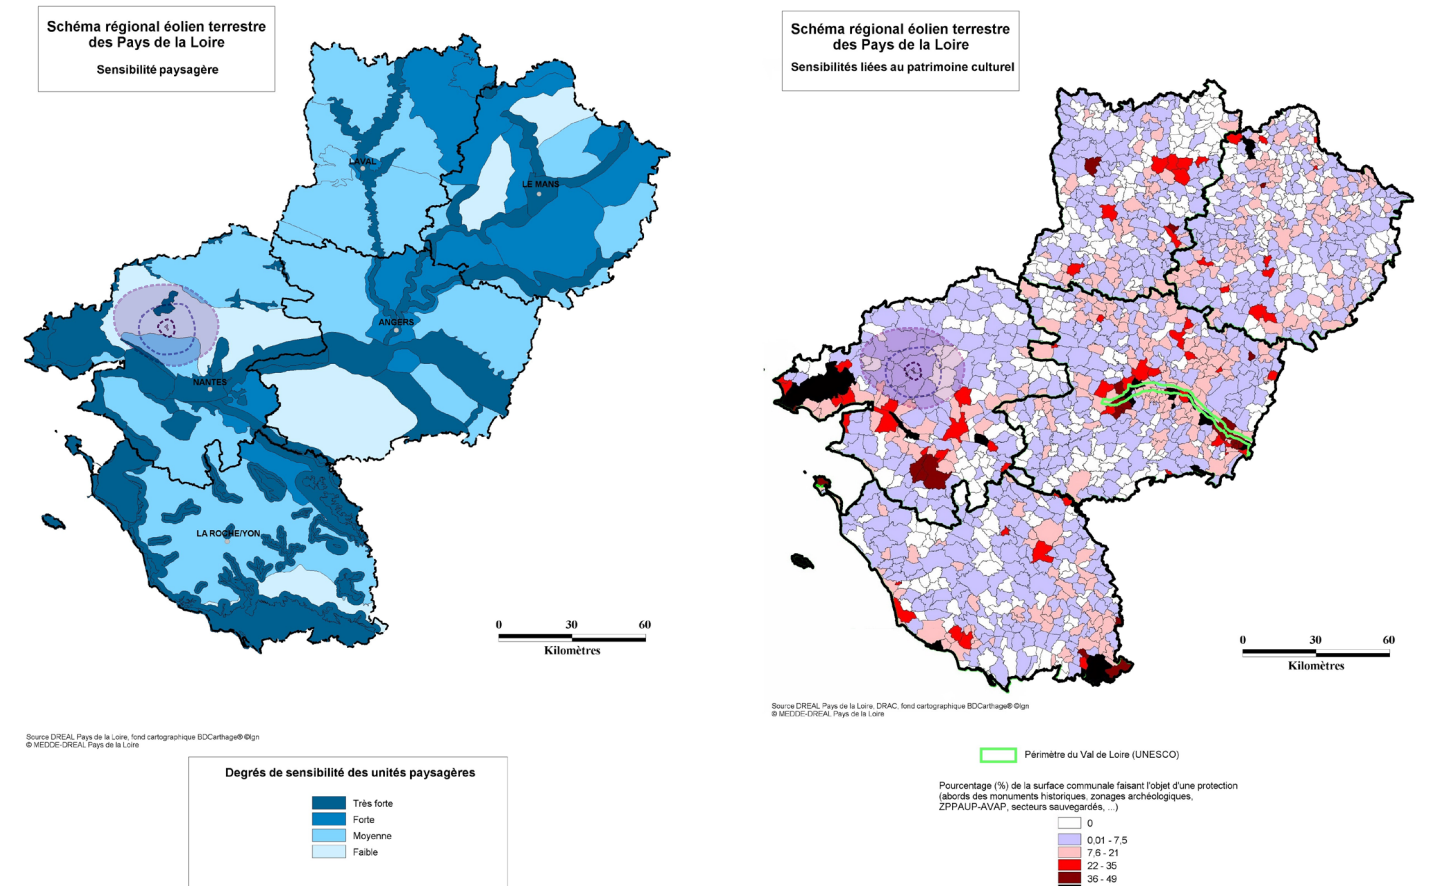 Schéma régional éolien terrestre
des Pays de la Loire
Sensibilité paysagère
LAVAL
LE MANS
ANGERS
NANTES
LA ROCHE/YON
0 30 60
Kilomètres
Source DREAL Pays de la Loire, fond cartographique BDCarthage® ©Ign
© MEDDE-DREAL Pays de la Loire
Degrés de sensibilité des unités paysagères
Très forte
Forte
Moyenne
Faible
Schéma régional éolien terrestre
des Pays de la Loire
Sensibilités liées au patrimoine culturel
0 30 60
Kilomètres
Source DREAL Pays de la Loire, DRAC, fond cartographique BDCarthage® ©Ign
© MEDDE-DREAL Pays de la Loire
Périmètre du Val de Loire (UNESCO)
Pourcentage (%) de la surface communale faisant l'objet d'une protection
(abords des monuments historiques, zonages archéologiques,
ZPPAUP-AVAP, secteurs sauvegardés, ...)
0
0,01 - 7,5
7,6 - 21
22 - 35
36 - 49